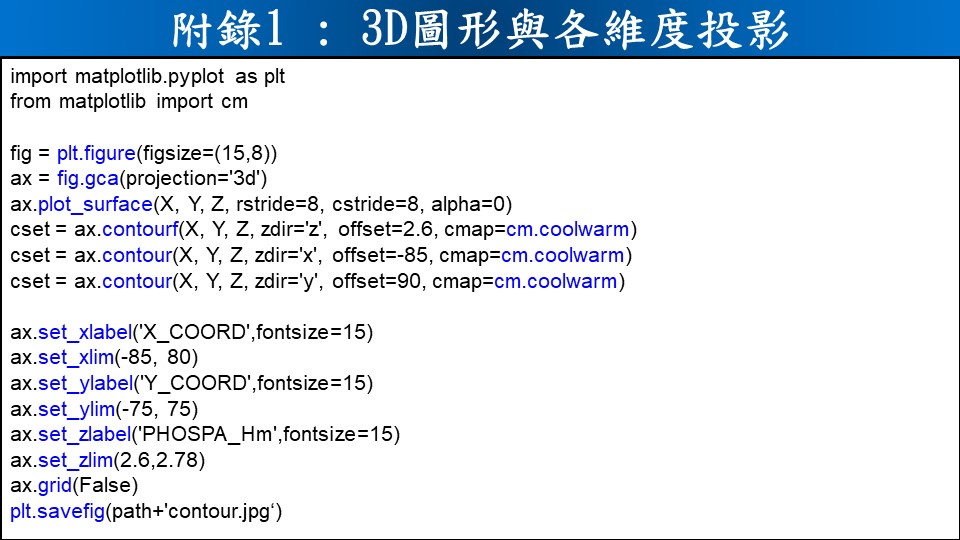 附錄1 : 3D圖形與各維度投影
import matplotlib.pyplot as plt
from matplotlib import cm
fig = plt.figure(figsize=(15,8))
ax = fig.gca(projection='3d')
ax.plot_surface(X, Y, Z, rstride=8, cstride=8, alpha=0)
cset = ax.contourf(X, Y, Z, zdir='z', offset=2.6, cmap=cm.coolwarm)
cset = ax.contour(X, Y, Z, zdir='x', offset=-85, cmap=cm.coolwarm)
cset = ax.contour(X, Y, Z, zdir='y', offset=90, cmap=cm.coolwarm)
ax.set_xlabel('X_COORD',fontsize=15)
ax.set_xlim(-85, 80)
ax.set_ylabel('Y_COORD',fontsize=15)
ax.set_ylim(-75, 75)
ax.set_zlabel('PHOSPA_Hm',fontsize=15)
ax.set_zlim(2.6,2.78)
ax.grid(False)
plt.savefig(path+'contour.jpg‘)